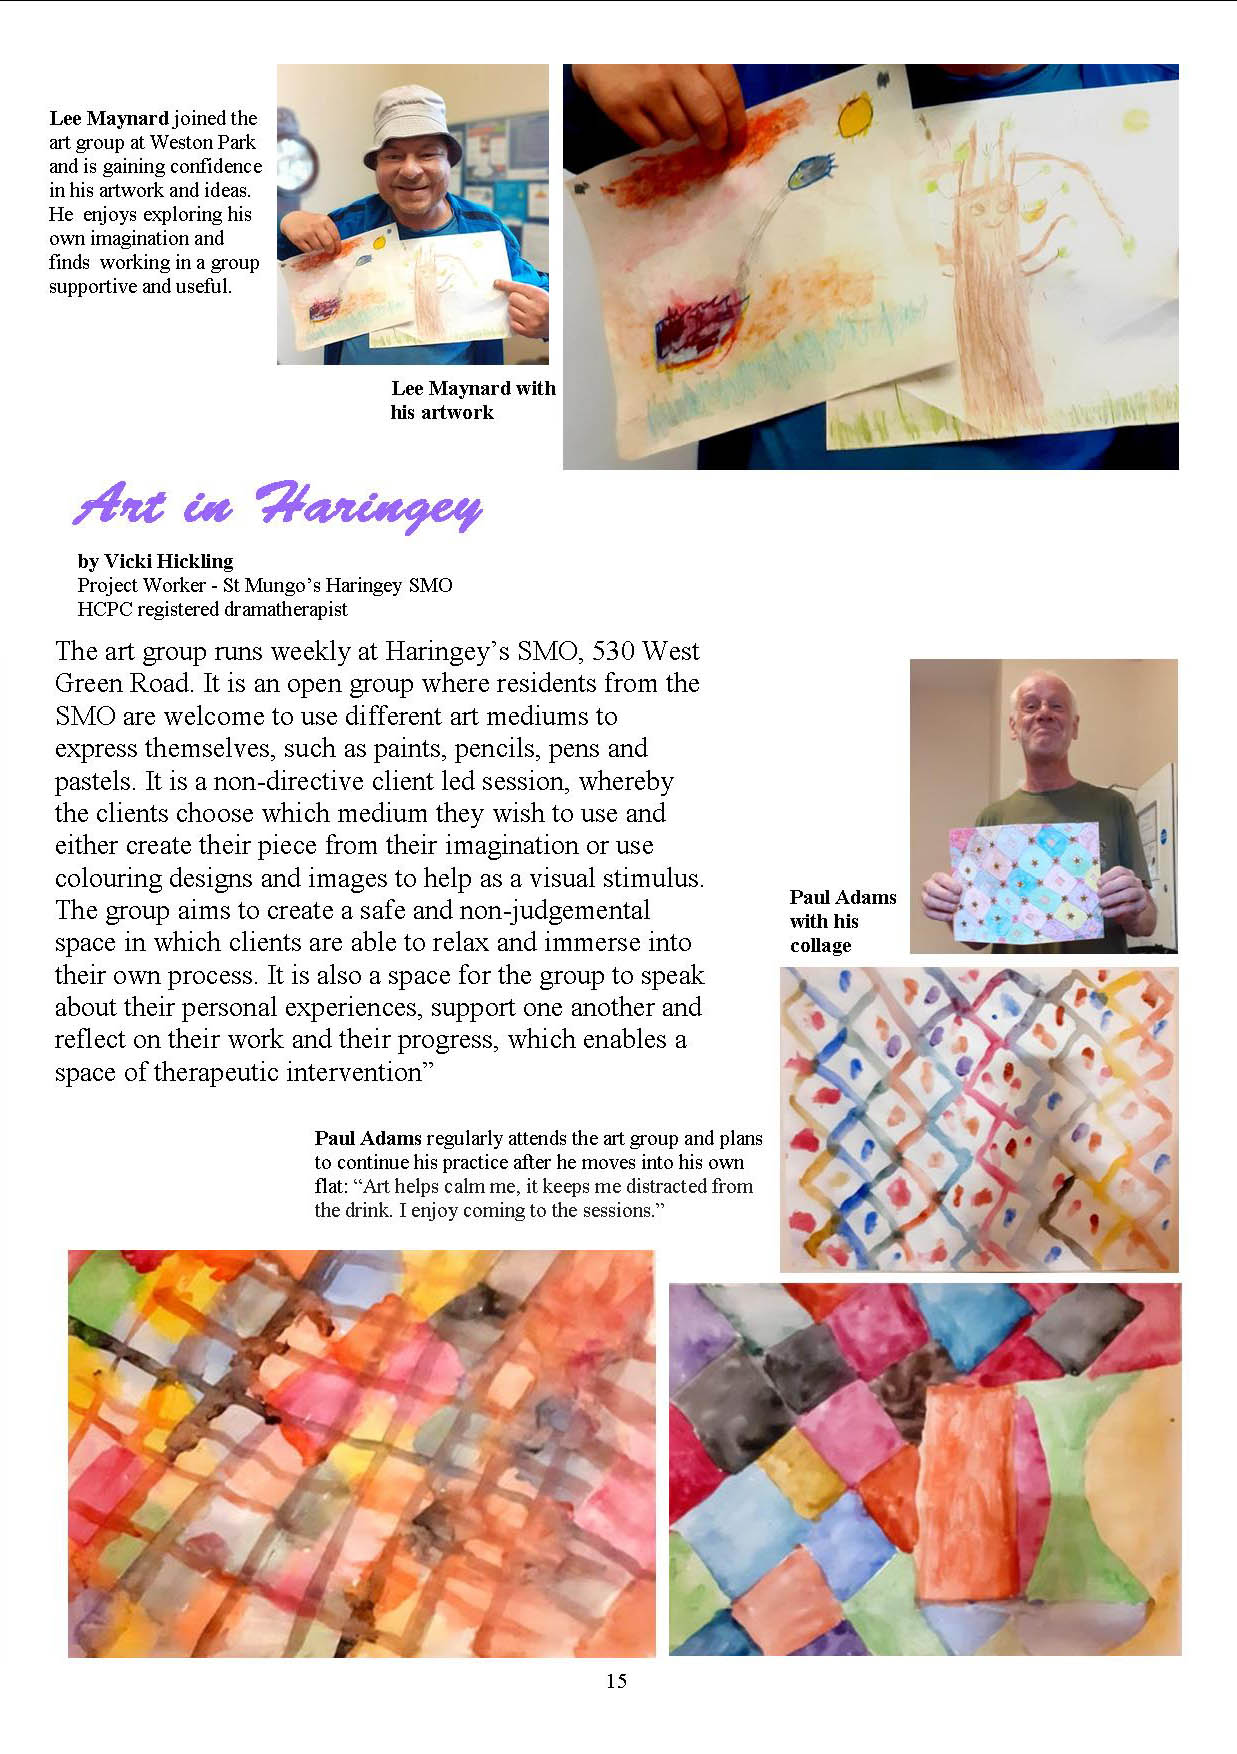 Lee Maynard joined the
art group at Weston Park
and is gaining confidence
in his artwork and ideas.
He  enjoys exploring his
own imagination and
finds  working in a group
supportive and useful.
Lee Maynard with
his artwork
Art in Haringey
by Vicki Hickling
Project Worker - St Mungo’s Haringey SMO
HCPC registered dramatherapist
The art group runs weekly at Haringey’s SMO, 530 West
Green Road. It is an open group where residents from the
SMO are welcome to use different art mediums to
express themselves, such as paints, pencils, pens and
pastels. It is a non-directive client led session, whereby
the clients choose which medium they wish to use and
either create their piece from their imagination or use
colouring designs and images to help as a visual stimulus.
The group aims to create a safe and non-judgemental
space in which clients are able to relax and immerse into
their own process. It is also a space for the group to speak
about their personal experiences, support one another and
reflect on their work and their progress, which enables a
space of therapeutic intervention”
Paul Adams
with his
collage
Paul Adams regularly attends the art group and plans
to continue his practice after he moves into his own
flat: “Art helps calm me, it keeps me distracted from
the drink. I enjoy coming to the sessions.”
15